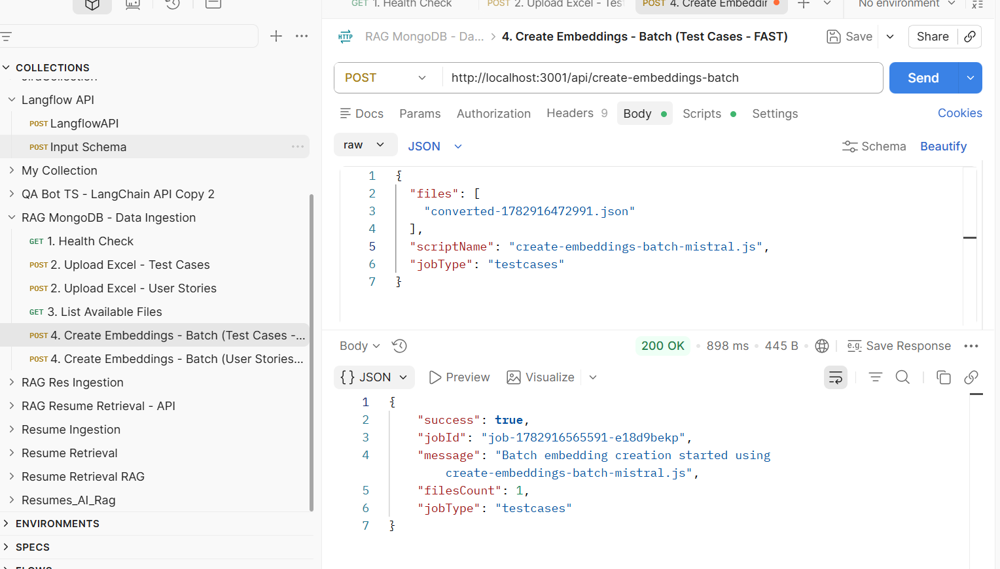 COLLECTIONS
Langflow API
POST LangflowAPI
POST Input Schema
My Collection
QA Bot TS - LangChain API Copy 2
RAG MongoDB - Data Ingestion
GET 1. Health Check
POST 2. Upload Excel - Test Cases
POST 2. Upload Excel - User Stories
GET 3. List Available Files
POST 4. Create Embeddings - Batch (Test Cases -...
POST 4. Create Embeddings - Batch (User Stories...
RAG Res Ingestion
RAG Resume Retrieval - API
Resume Ingestion
Resume Retrieval
Resume Retrieval RAG
Resumes_AI_Rag
ENVIRONMENTS
SPECS
FLOWS
GET 1. Health Check
POST 2. Upload Excel - Tes
POST 4. Create Embeddir
No environment
HTTP RAG MongoDB - Da... > 4. Create Embeddings - Batch (Test Cases - FAST)
Save
Share
POST http://localhost:3001/api/create-embeddings-batch
Send
Docs Params Authorization Headers 9 Body Scripts Settings Cookies
raw JSON Schema Beautify
1 {
2 "files": [
3 "converted-1782916472991.json"
4 ],
5 "scriptName": "create-embeddings-batch-mistral.js",
6 "jobType": "testcases"
7 }
Body 200 OK • 898 ms • 445 B • e.g. Save Response
{} JSON Preview Visualize
1 {
2 "success": true,
3 "jobId": "job-1782916565591-e18d9bekp",
4 "message": "Batch embedding creation started using
create-embeddings-batch-mistral.js",
5 "filesCount": 1,
6 "jobType": "testcases"
7 }